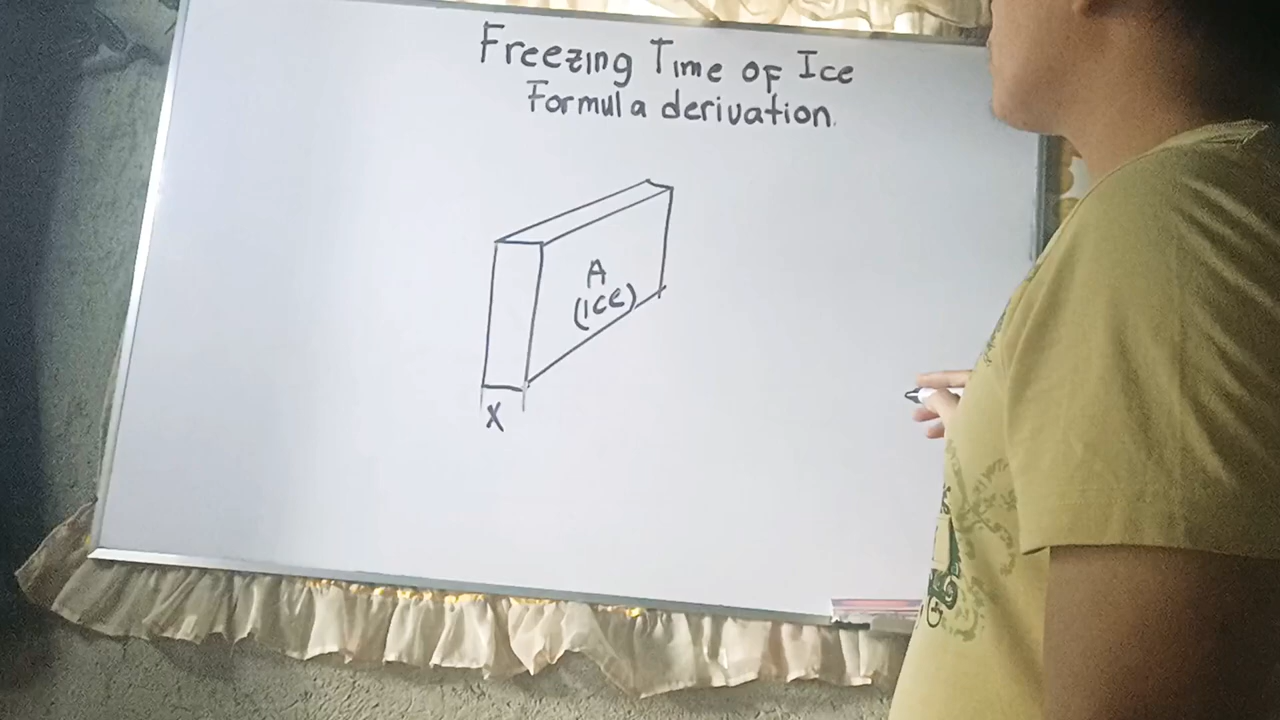 Freezing Time of Ice
Formula derivation.
A
(ICE)
X